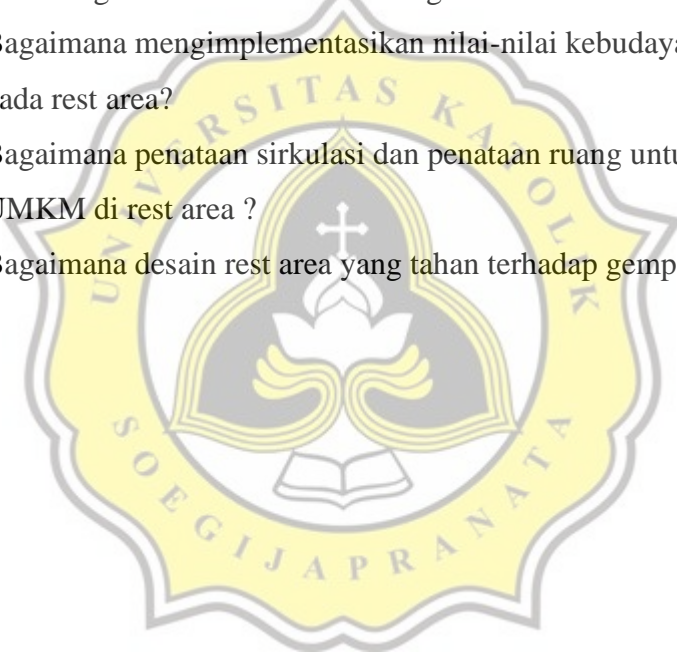 Bagaimana mengimplementasikan nilai-nilai kebudaya
ada rest area?
Bagaimana penataan sirkulasi dan penataan ruang untu
UMKM di rest area ?
Bagaimana desain rest area yang tahan terhadap gemp
UNIVERSITAS KATOLIK
SOEGIJAPRANATA